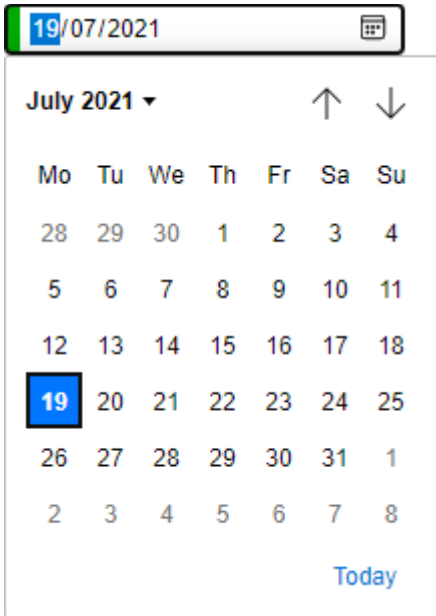 19/07/2021
July 2021
Mo Tu We Th Fr Sa Su
28 29 30 1 2 3 4
5 6 7 8 9 10 11
12 13 14 15 16 17 18
19 20 21 22 23 24 25
26 27 28 29 30 31 1
2 3 4 5 6 7 8
Today